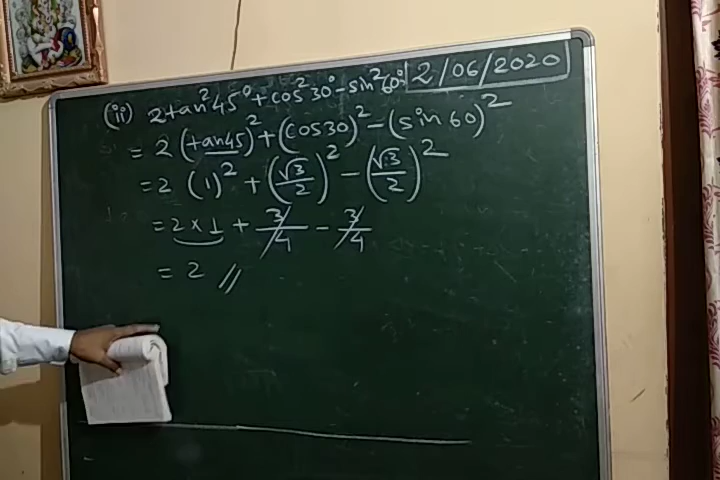 (ii) 2tan²45° + cos²30° - sin²60° 2/06/2020
= 2 (tan45)² + (cos30)² - (sin 60)²
= 2 (1)² + (√3/2)² - (√3/2)²
= 2 × 1 + 3/4 - 3/4
= 2 //